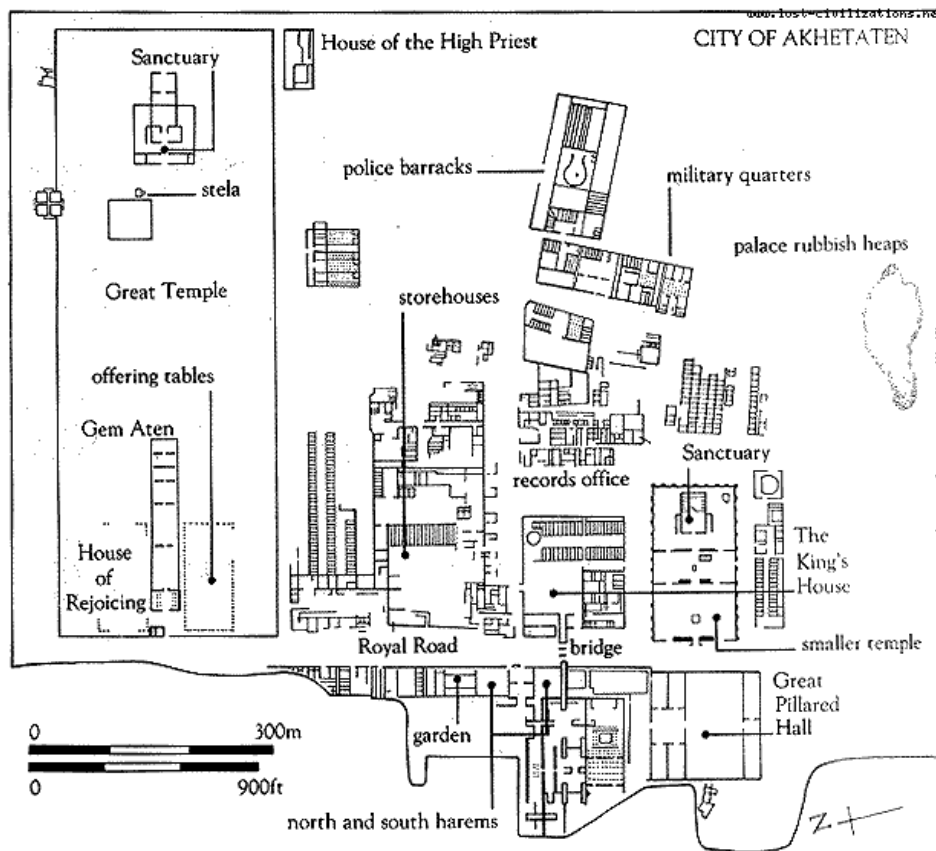 www.lost-civilizations.ne
CITY OF AKHETATEN
House of the High Priest
Sanctuary
police barracks
military quarters
stela
palace rubbish heaps
Great Temple
storehouses
offering tables
Gem Aten
Sanctuary
records office
The
King's
House
House
of
Rejoicing
Royal Road
bridge
smaller temple
Great
Pillared
Hall
garden
0 300m
0 900ft
north and south harems
N